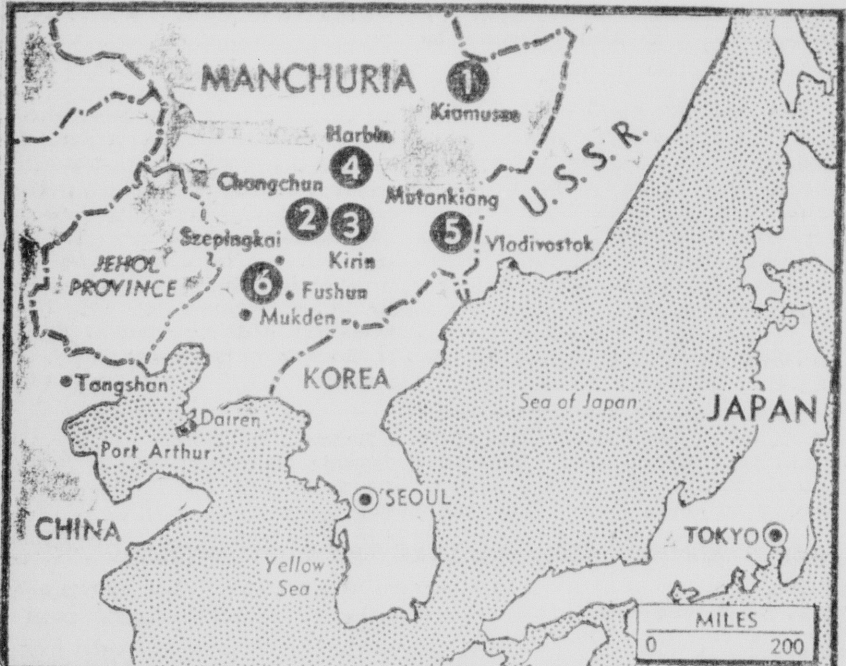 MANCHURIA
1
Kiamusze
Harbin
4
U.S.S.R.
Changchun
Mutankiang
2
3
5
Szepingkai
Kirin
Vladivostok
JEHOL
PROVINCE
6
Fushun
Mukden
Tangshan
KOREA
Sea of Japan
JAPAN
Dairen
Port Arthur
SEOUL
CHINA
TOKYO
Yellow
Sea
MILES
0 200